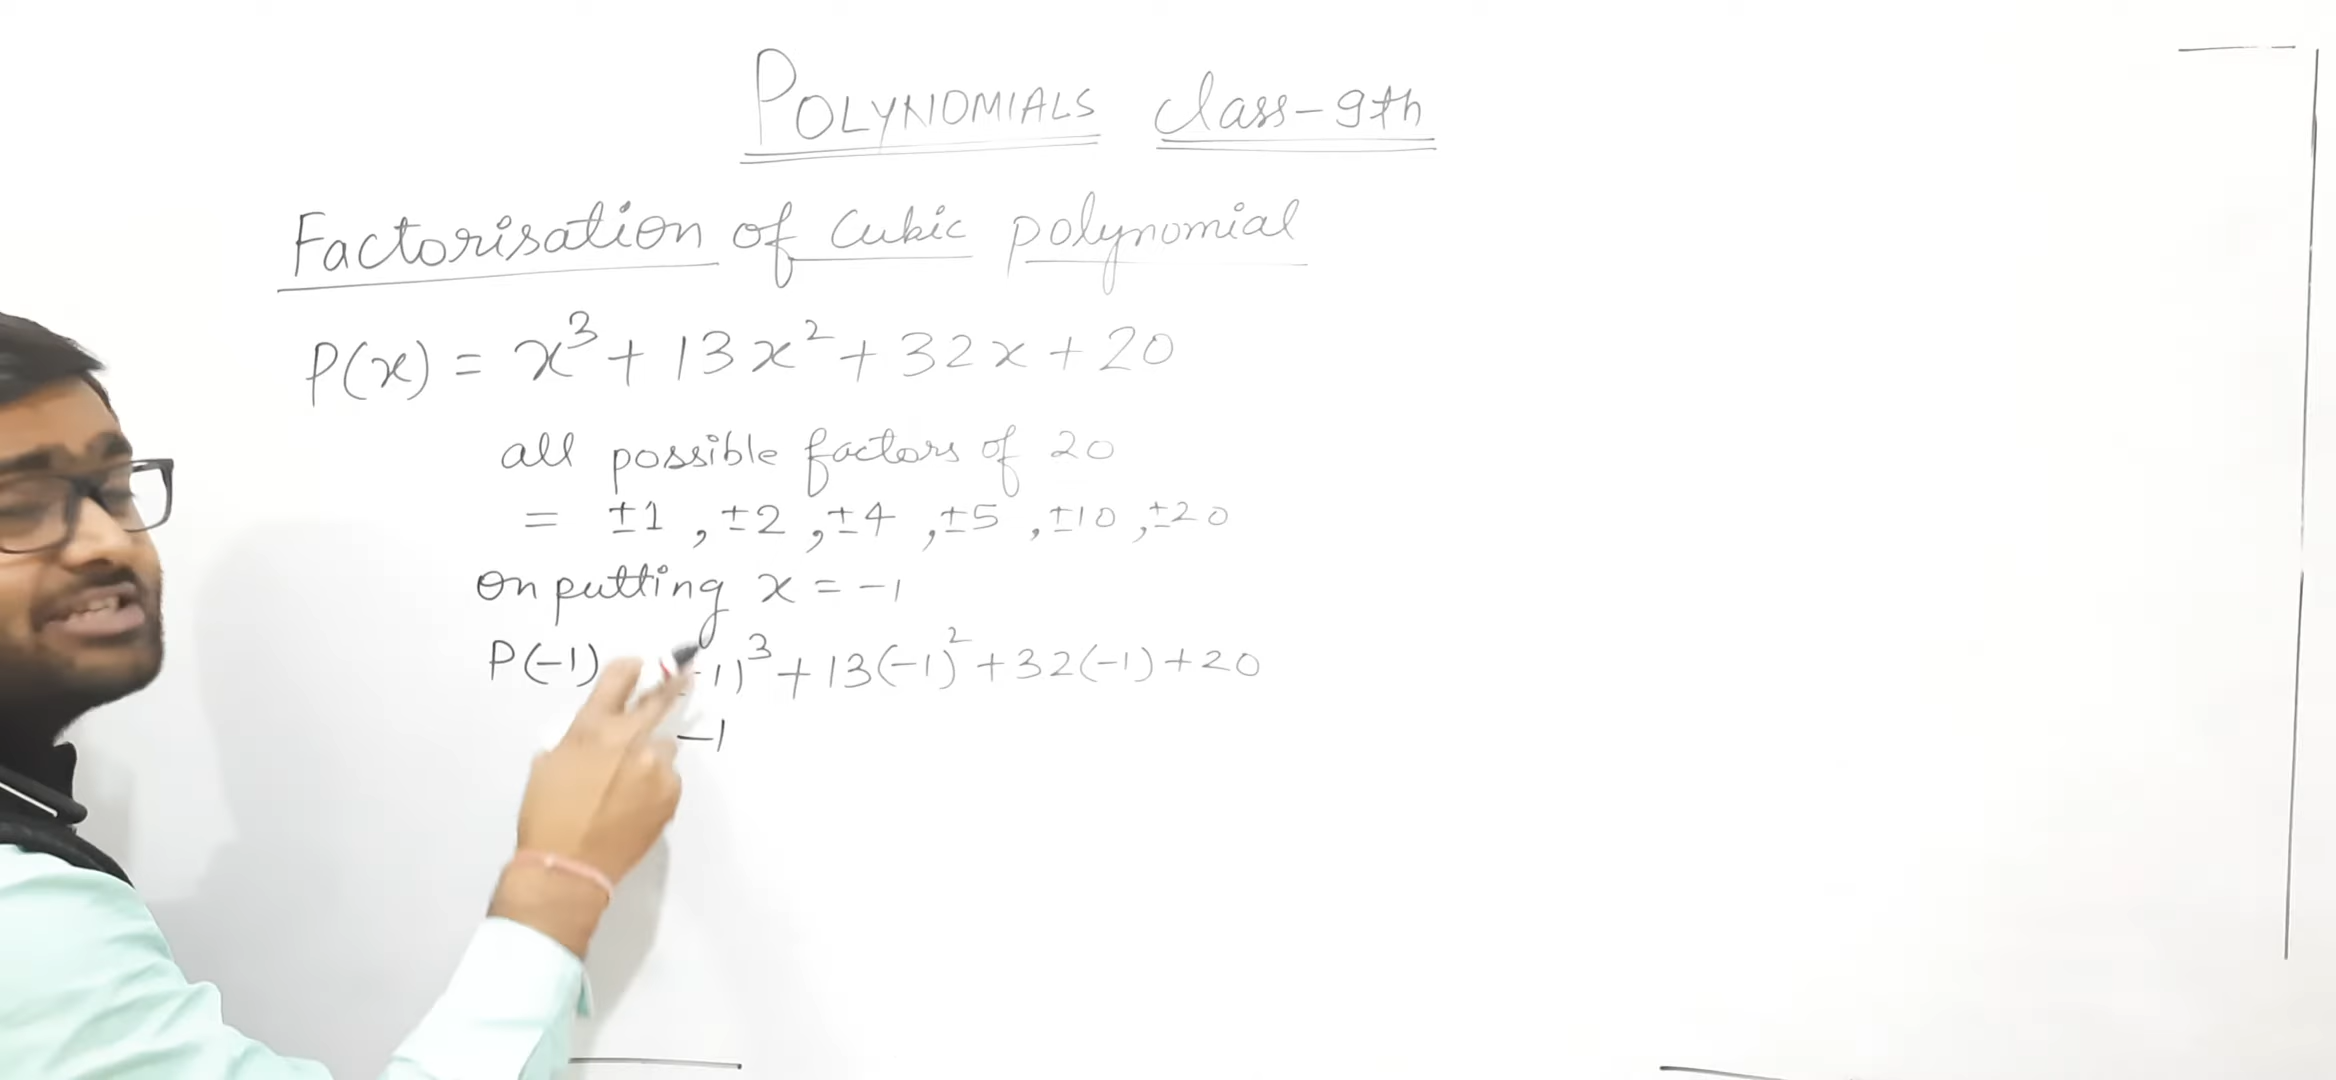 POLYNOMIALS class-9th
Factorisation of Cubic polynomial
P(x) = x³ + 13x² + 32x + 20
all possible factors of 20
= ±1 , ±2 , ±4 , ±5 , ±10 , ±20
On putting x = -1
P(-1) -1)³ + 13(-1)² + 32(-1) + 20
-1